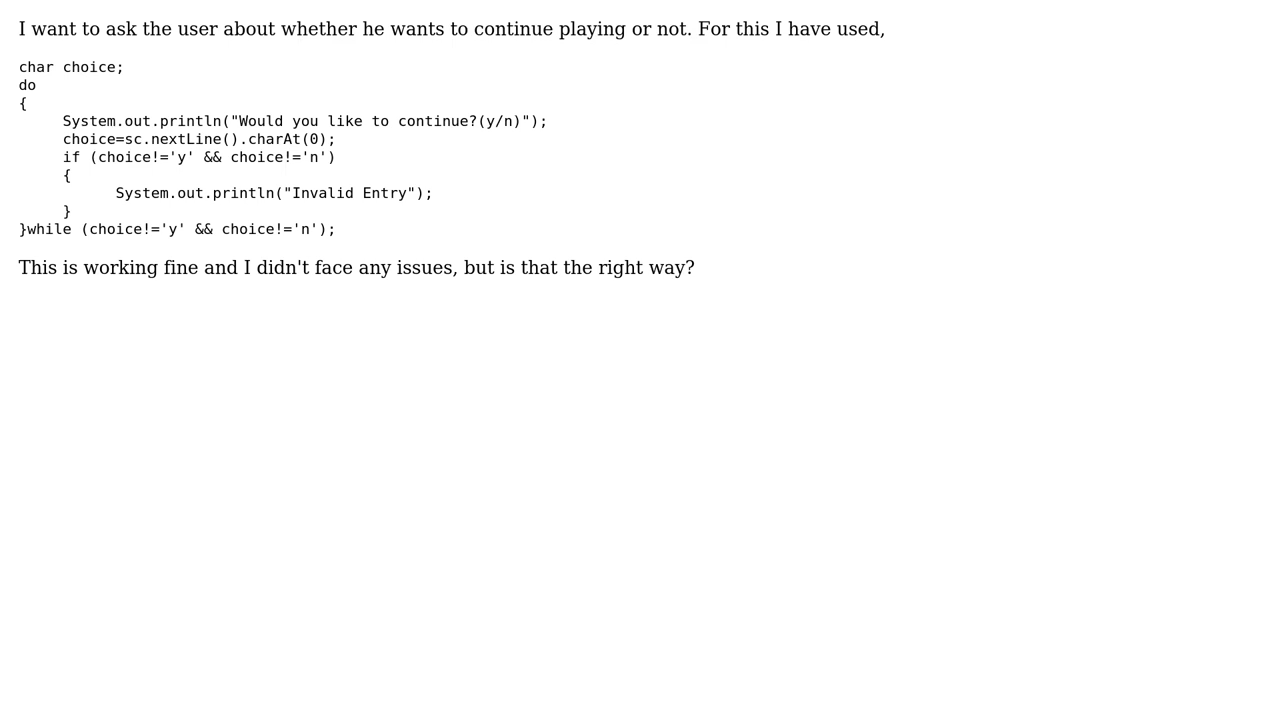 I want to ask the user about whether he wants to continue playing or not. For this I have used,
char choice;
do
{
     System.out.println("Would you like to continue?(y/n)");
     choice=sc.nextLine().charAt(0);
     if (choice!='y' && choice!='n')
     {
           System.out.println("Invalid Entry");
     }
}while (choice!='y' && choice!='n');
This is working fine and I didn't face any issues, but is that the right way?